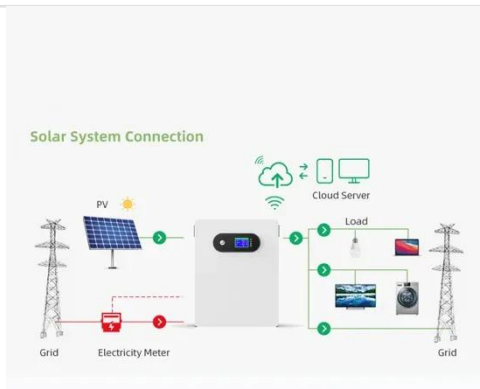 Solar System Connection
PV
Cloud Server
Load
Grid
Electricity Meter
Grid